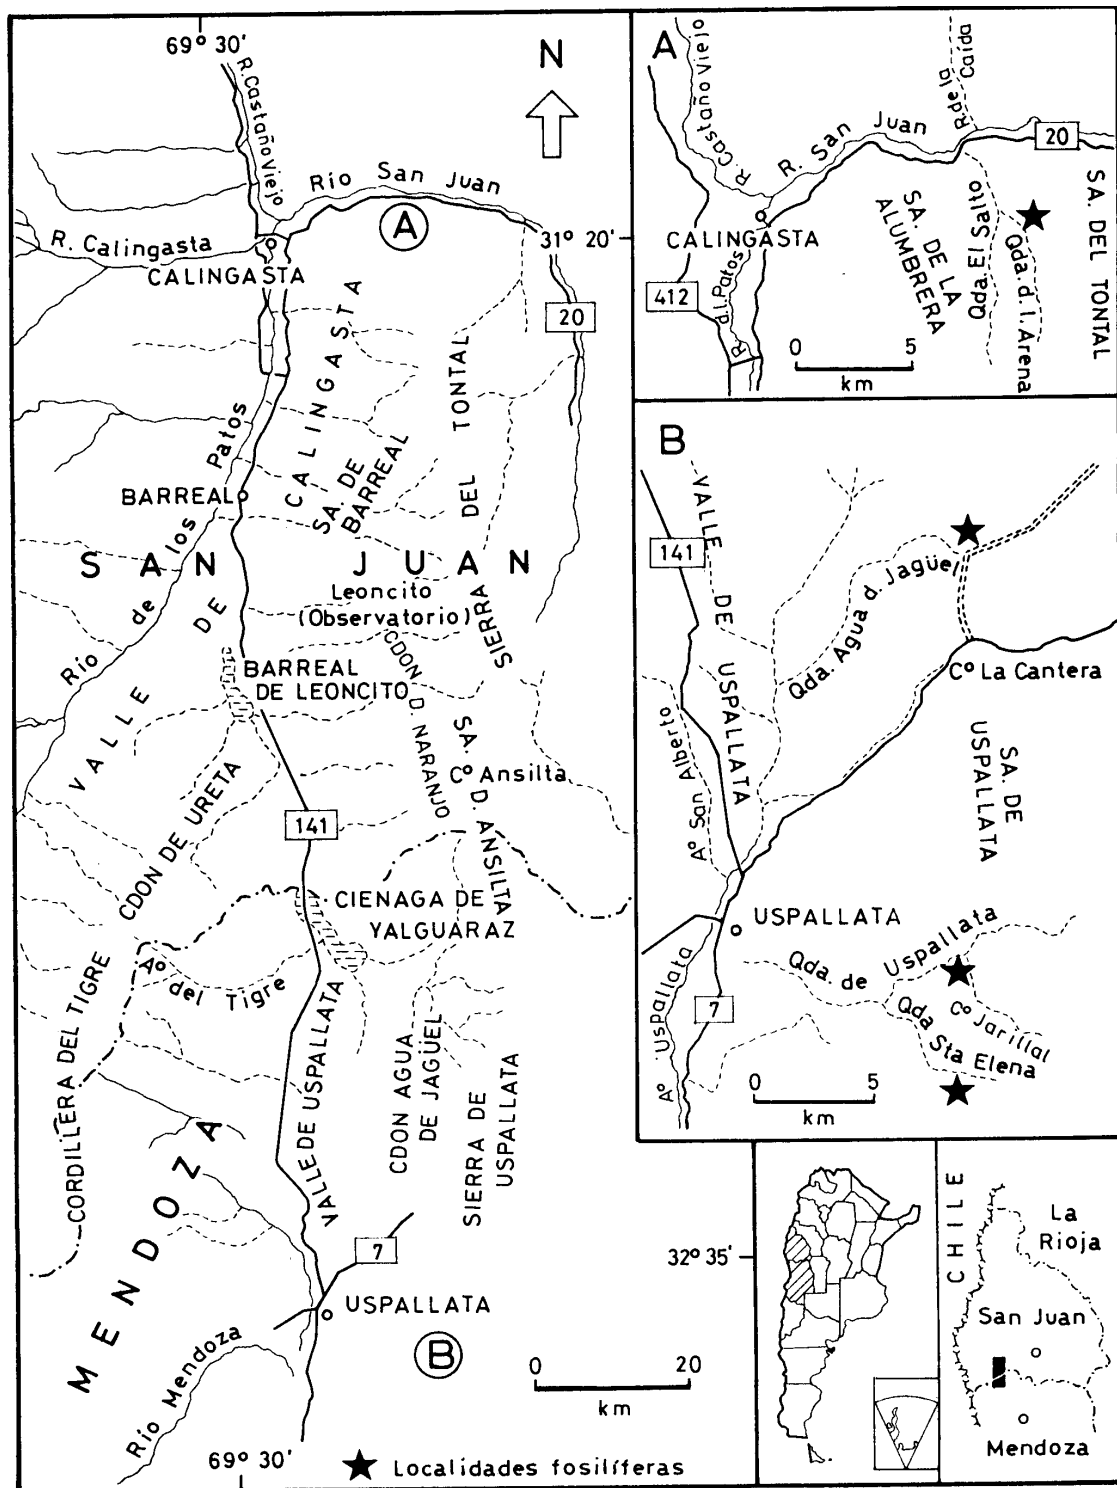 69° 30'
N
R. Castaño Viejo
Río San Juan
A
R. Calingasta
CALINGASTA
31° 20'
20
CALINGASTA
SA. DE
BARREAL
SIERRA DEL TONTAL
Río de los Patos
BARREAL
SAN JUAN
Leoncito
(Observatorio)
VALLE DE
BARREAL
DE LEONCITO
CDON D. NARANJO
SA. D. ANSILTA
Cº Ansilta
CDON DE URETA
141
CIENAGA DE
YALGUARAZ
Aº del Tigre
CORDILLERA DEL TIGRE
VALLE DE USPALLATA
CDON AGUA
DE JAGÜEL
SIERRA DE
USPALLATA
MENDOZA
7
32° 35'
USPALLATA
B
Río Mendoza
0 20
km
69° 30'
★ Localidades fosilíferas
A
R. Castaño Viejo
R. San Juan
R. de la Caída
20
CALINGASTA
412
R. d.l. Patos
SA. DE LA
ALUMBRERA
Qda. El Salto
Qda. d. l. Arena
SA. DEL TONTAL
0 5
km
B
VALLE DE USPALLATA
141
Qda. Agua d. Jagüel
Cº La Cantera
Aº San Alberto
SA. DE
USPALLATA
USPALLATA
Qda. de Uspallata
Aº Uspallata
7
Cº Jarillal
Qda Sta Elena
0 5
km
CHILE
La
Rioja
San Juan
Mendoza